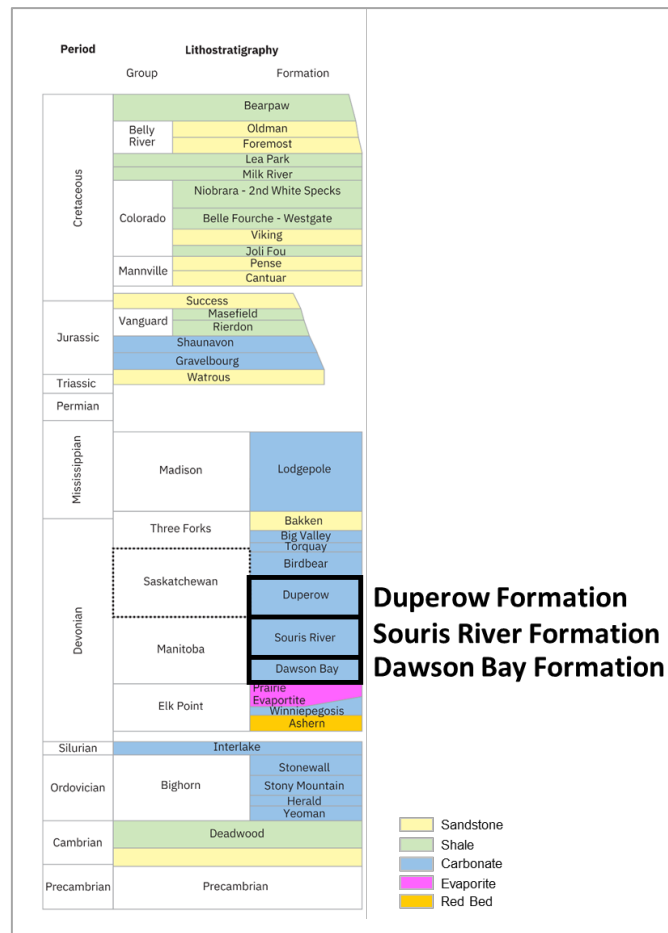 Period Lithostratigraphy
Group Formation
Cretaceous
Bearpaw
Belly
River
Oldman
Foremost
Lea Park
Milk River
Colorado
Niobrara - 2nd White Specks
Belle Fourche - Westgate
Viking
Joli Fou
Mannville
Pense
Cantuar
Jurassic
Success
Vanguard
Masefield
Rierdon
Shaunavon
Gravelbourg
Triassic
Watrous
Permian
Mississippian
Madison
Lodgepole
Devonian
Three Forks
Bakken
Big Valley
Torquay
Saskatchewan
Birdbear
Duperow
Duperow Formation
Manitoba
Souris River
Souris River Formation
Dawson Bay
Dawson Bay Formation
Elk Point
Prairie
Evaportite
Winniepegosis
Ashern
Silurian
Interlake
Ordovician
Bighorn
Stonewall
Stony Mountain
Herald
Yeoman
Cambrian
Deadwood
Precambrian
Precambrian
Sandstone
Shale
Carbonate
Evaporite
Red Bed